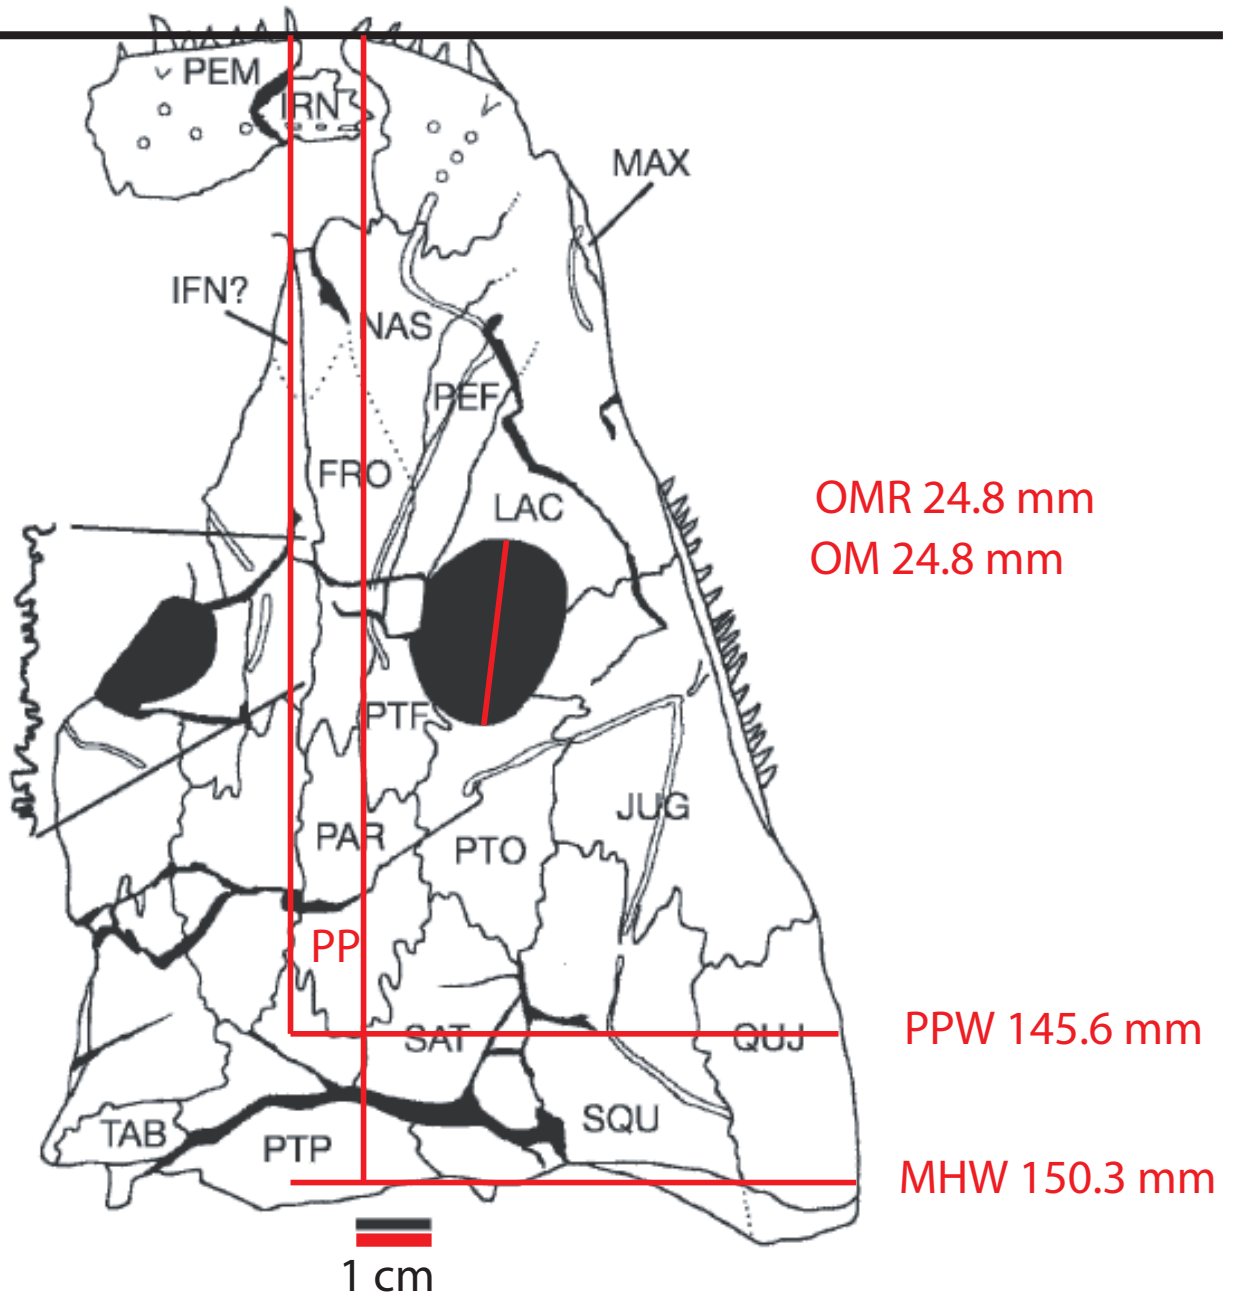 PEM
IRN
MAX
IFN?
NAS
PEF
FRO
LAC
OMR 24.8 mm
OM 24.8 mm
PTF
JUG
PAR
PTO
PP
SAT
QUJ
PPW 145.6 mm
TAB
PTP
SQU
MHW 150.3 mm
1 cm